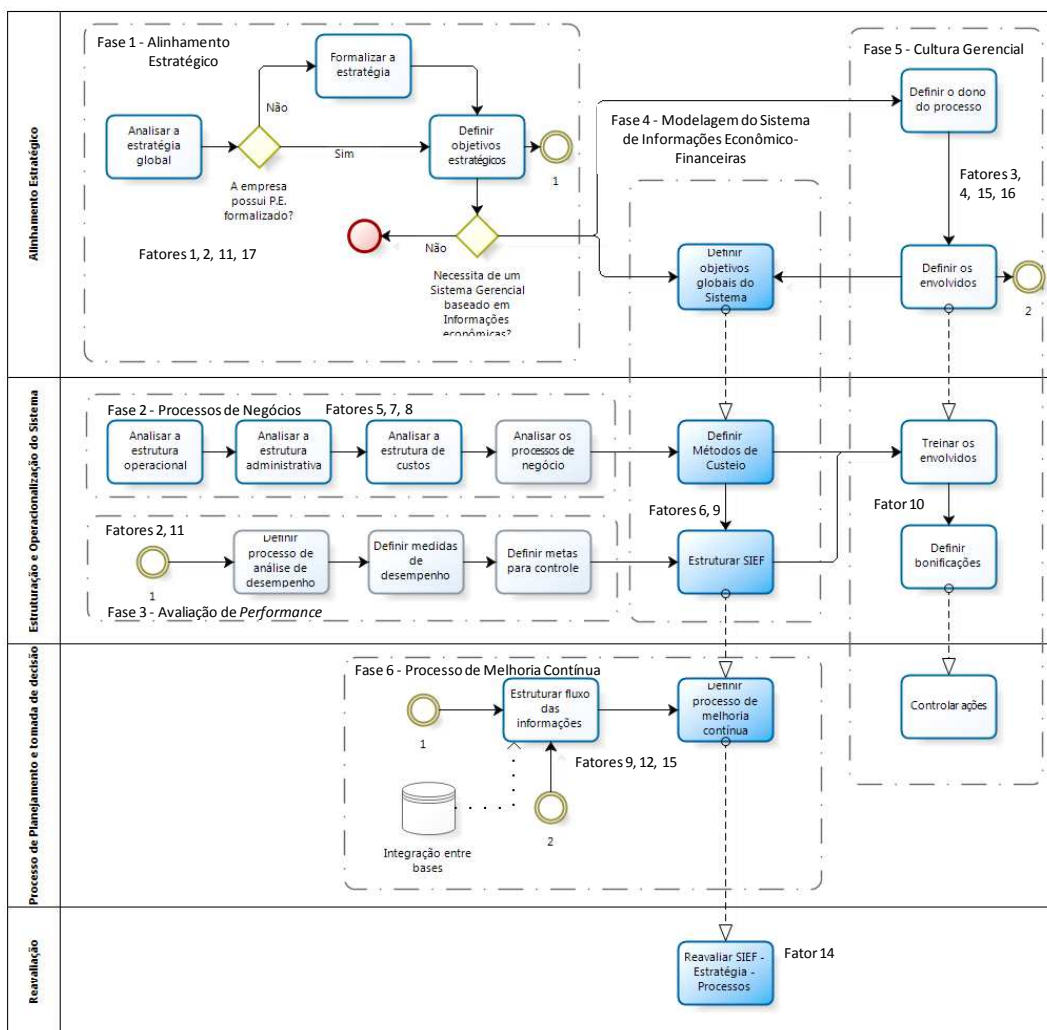 Alinhamento Estratégico
Fase 1 - Alinhamento
Estratégico
Formalizar a
estratégia
Não
Analisar a
estratégia
global
Sim
Definir
objetivos
estratégicos
1
A empresa
possui P.E.
formalizado?
Fatores 1, 2, 11, 17
Não
Necessita de um
Sistema Gerencial
baseado em
Informações
econômicas?
Fase 4 - Modelagem do Sistema
de Informações Econômico-
Financeiras
Definir
objetivos
globais do
Sistema
Fase 5 - Cultura Gerencial
Definir o dono
do processo
Fatores 3,
4, 15, 16
Definir os
envolvidos
2
Estruturação e Operacionalização do Sistema
Fase 2 - Processos de Negócios
Fatores 5, 7, 8
Analisar a
estrutura
operacional
Analisar a
estrutura
administrativa
Analisar a
estrutura de
custos
Analisar os
processos de
negócio
Definir
Métodos de
Custeio
Treinar os
envolvidos
Fatores 6, 9
Fator 10
Fatores 2, 11
1
Definir
processo de
análise de
desempenho
Definir medidas
de
desempenho
Definir metas
para controle
Estruturar SIEF
Definir
bonificações
Fase 3 - Avaliação de Performance
Processo de Planejamento e tomada de decisão
Fase 6 - Processo de Melhoria Contínua
1
Estruturar fluxo
das
informações
Definir
processo de
melhoria
contínua
Controlar ações
Fatores 9, 12, 15
2
Integração entre
bases
Reavaliação
Reavaliar SIEF -
Estratégia -
Processos
Fator 14